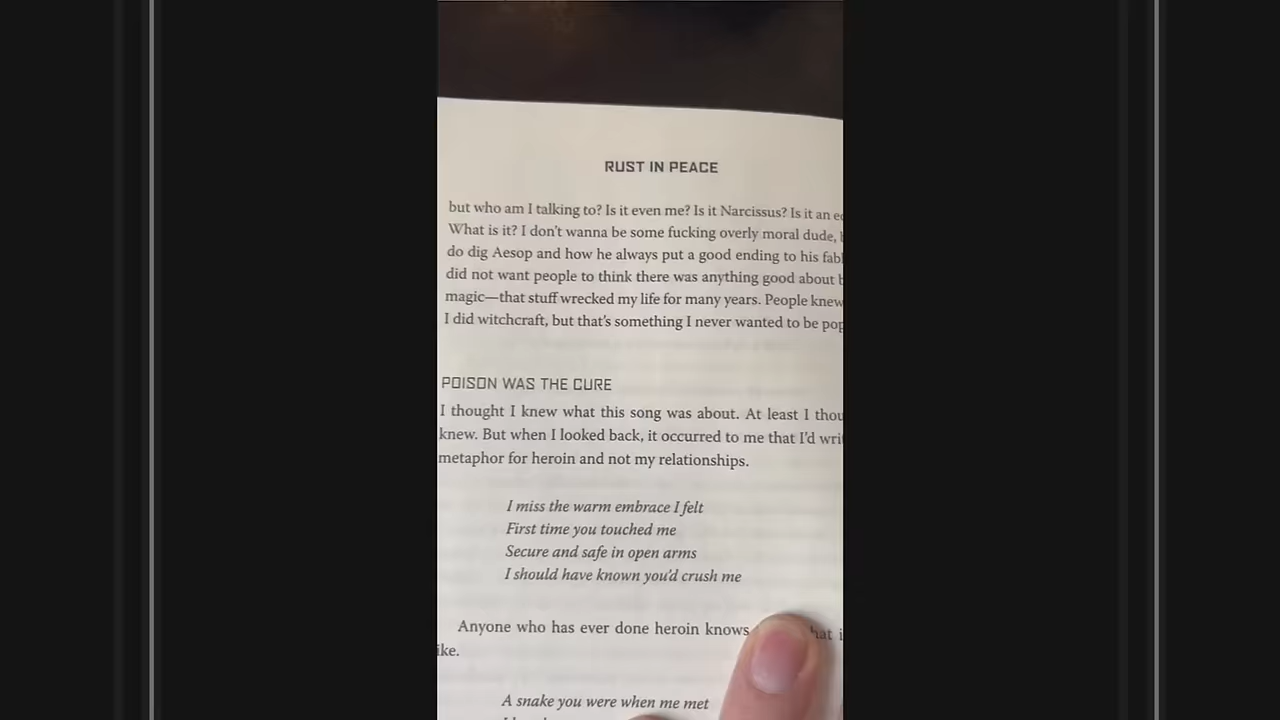 RUST IN PEACE
but who am I talking to? Is it even me? Is it Narcissus? Is it an
What is it? I don't wanna be some fucking overly moral dude,
do dig Aesop and how he always put a good ending to his
did not want people to think there was anything good about
magic—that stuff wrecked my life for many years. People knew
I did witchcraft, but that's something I never wanted to be
POISON WAS THE CURE
I thought I knew what this song was about. At least I
knew. But when I looked back, it occurred to me that I'd
metaphor for heroin and not my relationships.
I miss the warm embrace I felt
First time you touched me
Secure and safe in open arms
I should have known you'd crush me
Anyone who has ever done heroin knows
A snake you were when me met